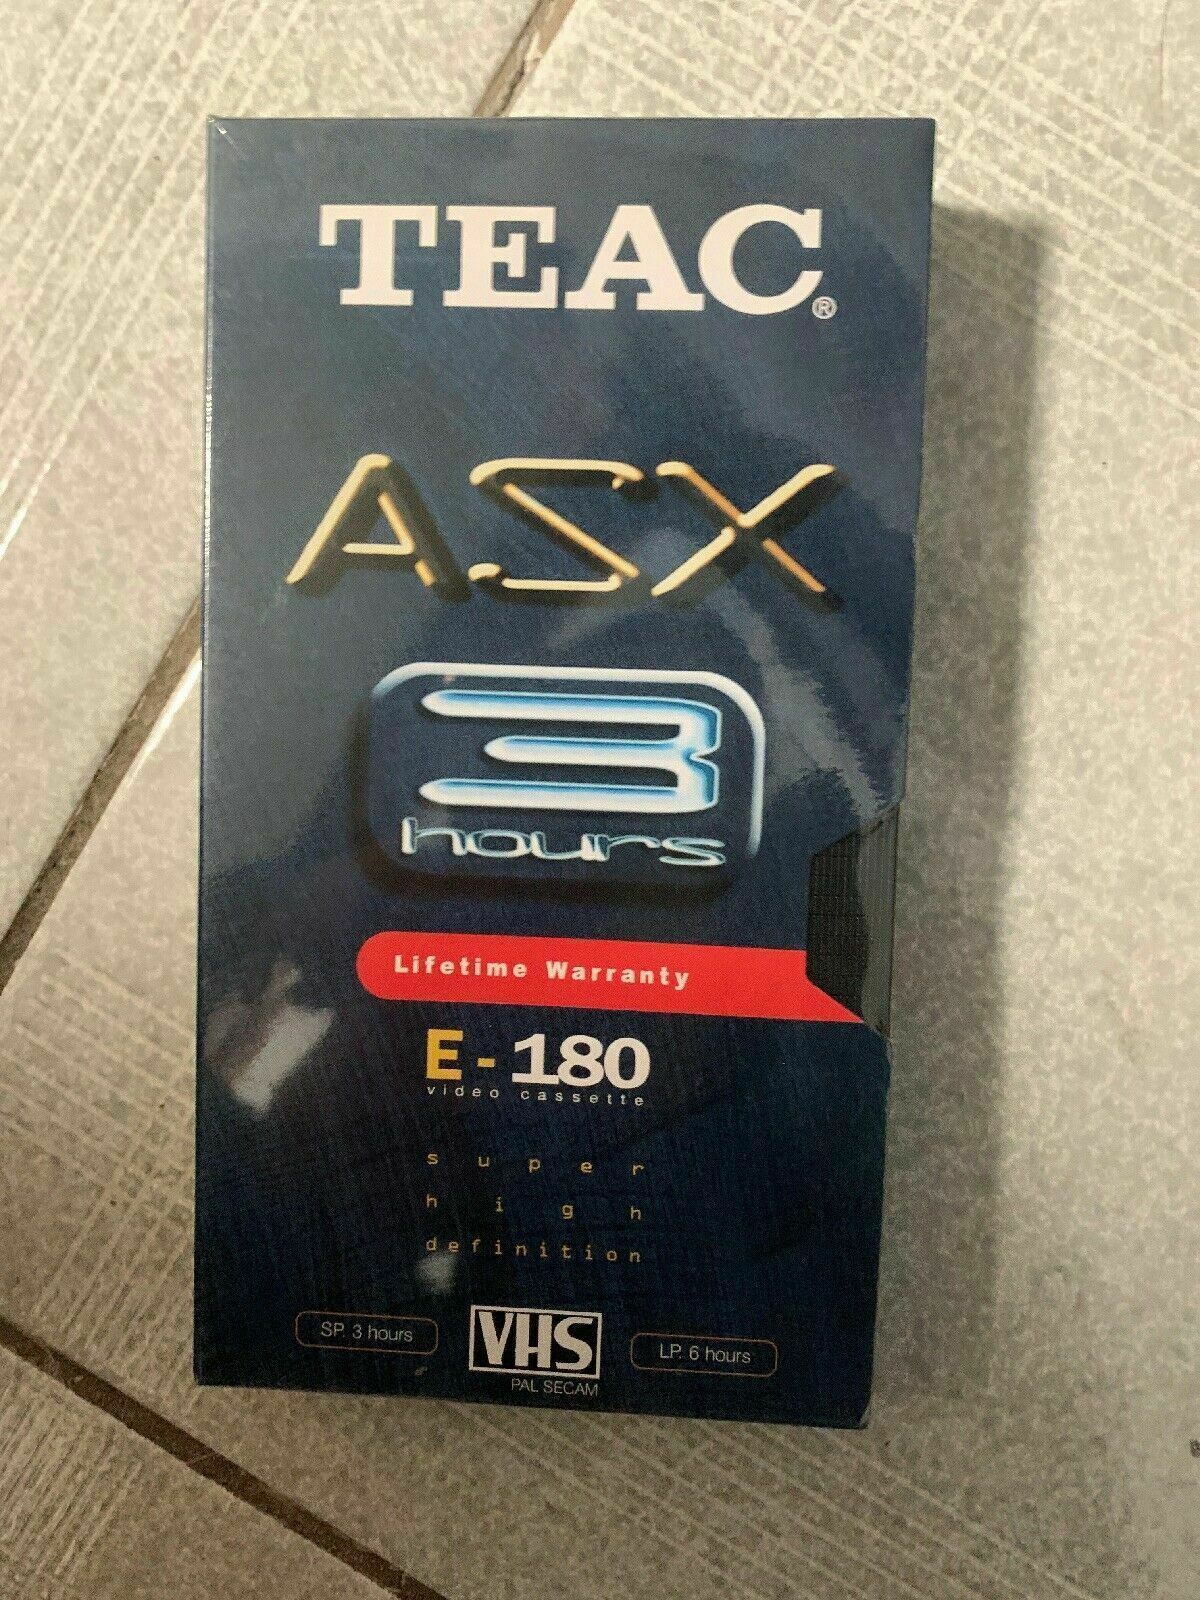 TEAC®
ASX
3
hours
Lifetime Warranty
E-180
video cassette
super
high
definition
SP. 3 hours
VHS
PAL SECAM
LP. 6 hours